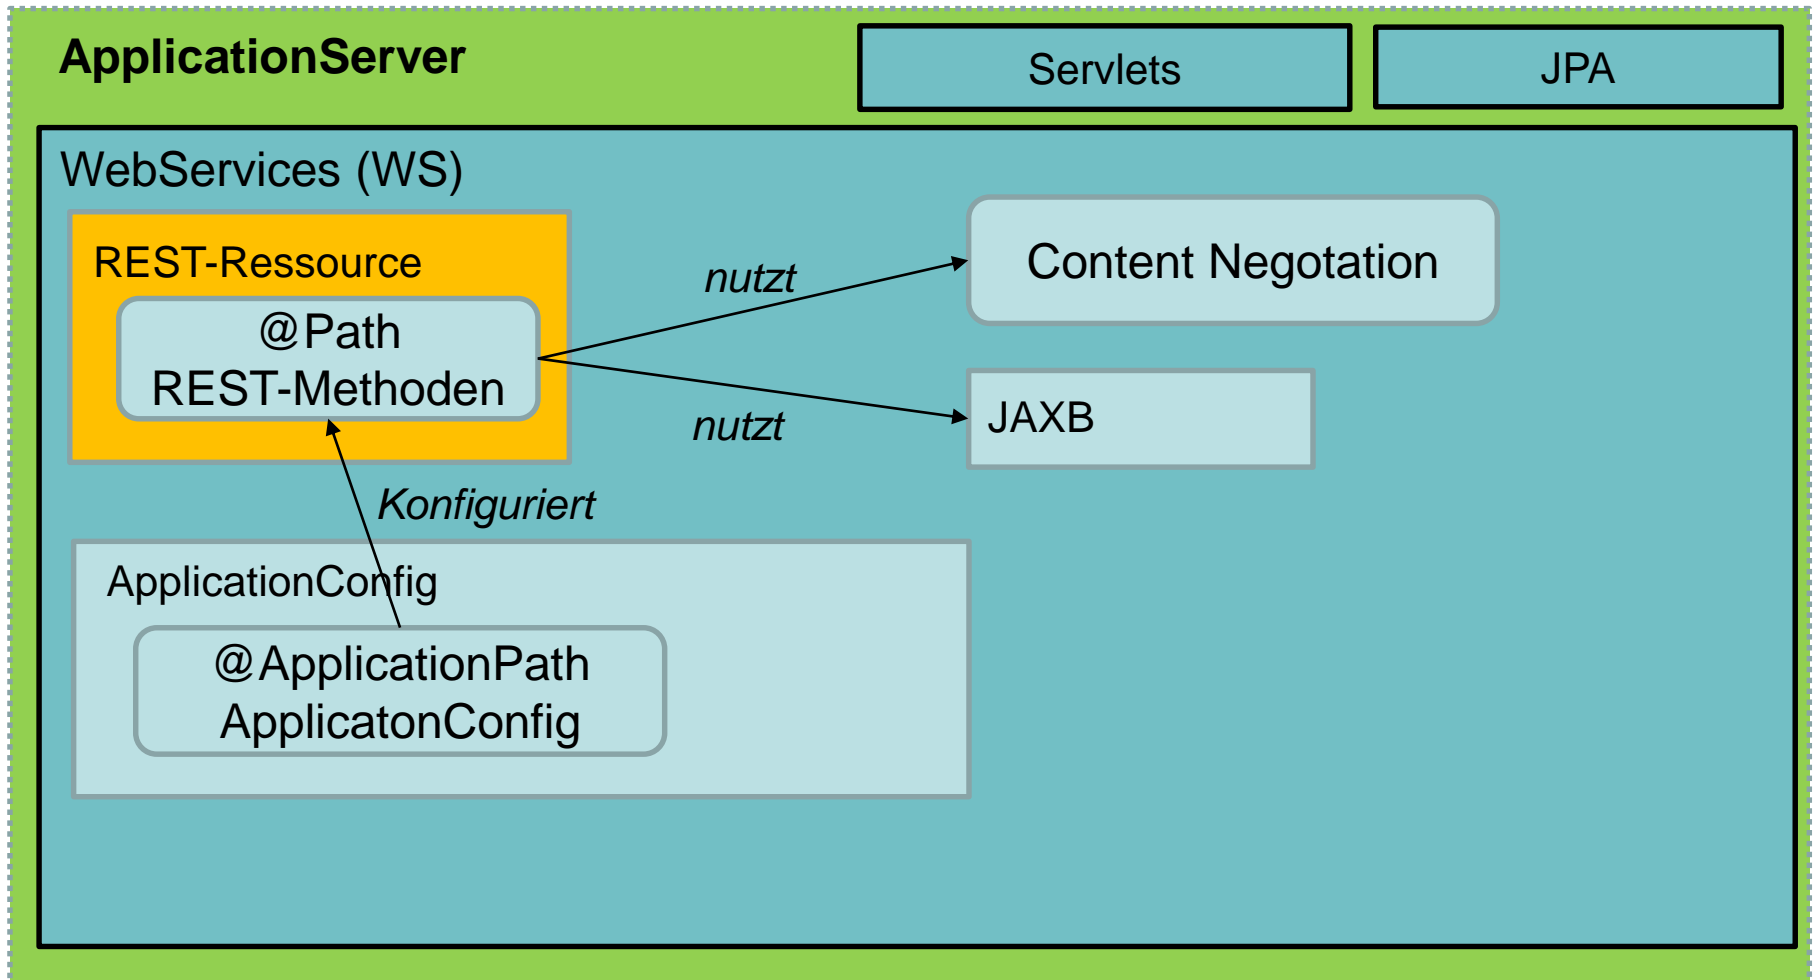 ApplicationServer
Servlets
JPA
WebServices (WS)
REST-Ressource
@Path
REST-Methoden
nutzt
Content Negotation
nutzt
JAXB
Konfiguriert
ApplicationConfig
@ApplicationPath
ApplicatonConfig